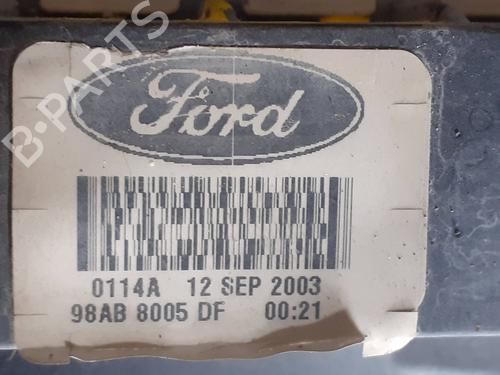 B-PARTS
Ford
0114A 12 SEP 2003
98AB 8005 DF 00:21